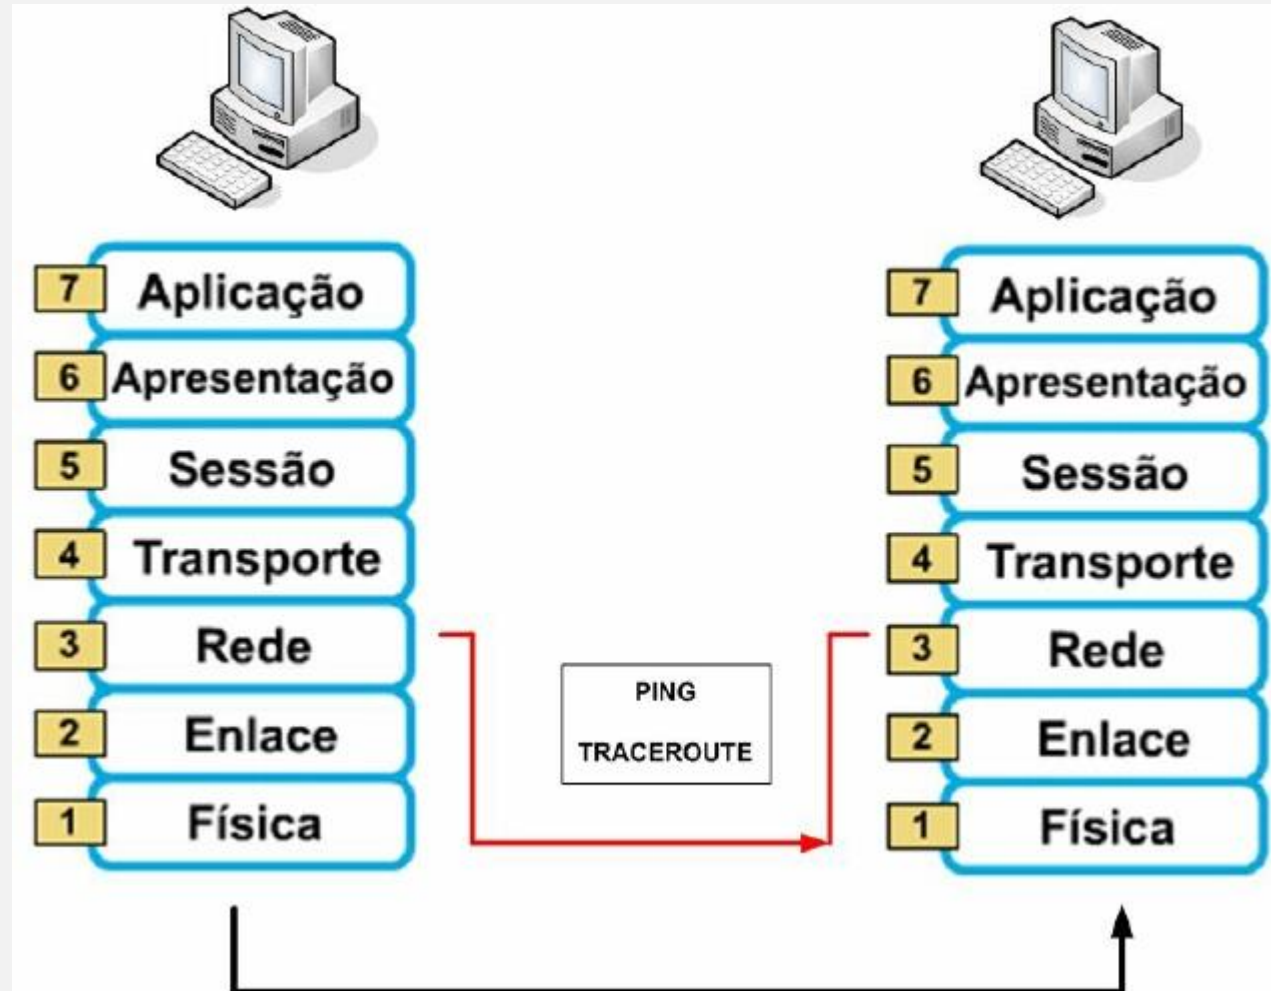 7 Aplicação
6 Apresentação
5 Sessão
4 Transporte
3 Rede
2 Enlace
1 Física
PING
TRACEROUTE
7 Aplicação
6 Apresentação
5 Sessão
4 Transporte
3 Rede
2 Enlace
1 Física